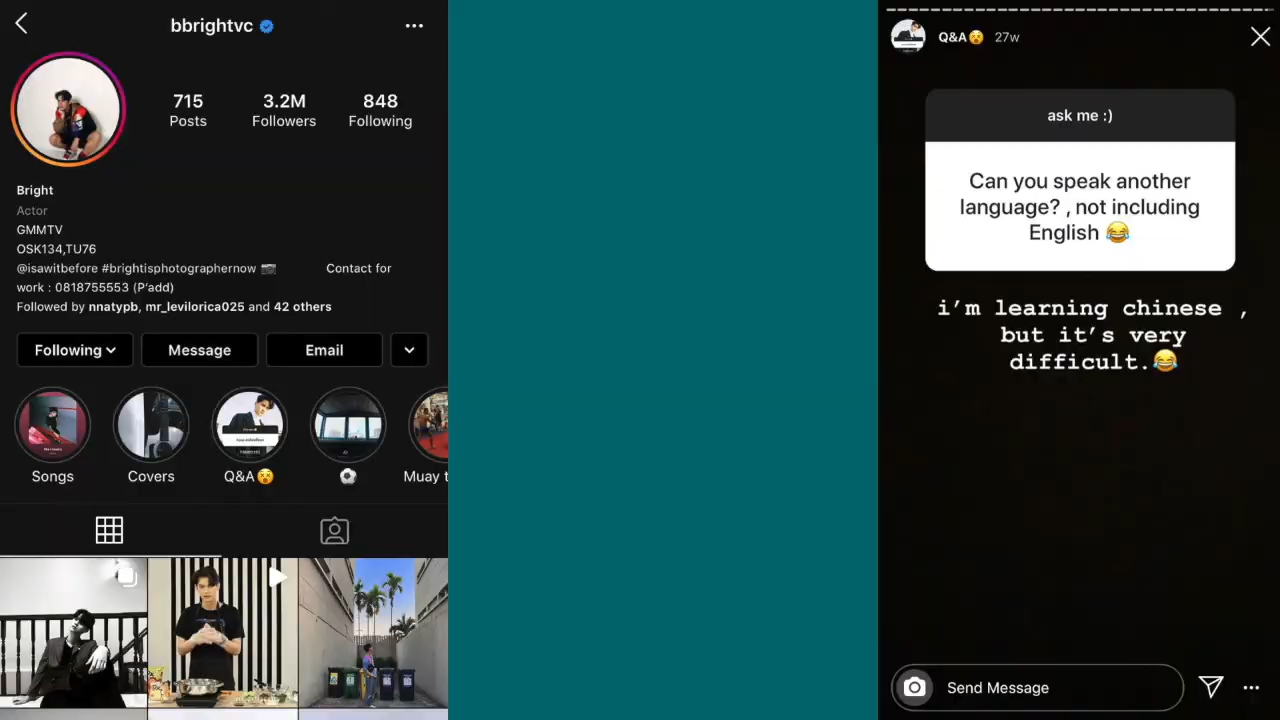 bbrightvc
715
3.2M
848
Posts
Followers
Following
Bright
Actor
GMMTV
OSK134,TU76
@isawitbefore #brightisphotographernow 📷 Contact for
work : 0818755553 (P'add)
Followed by nnatypb, mr_levilorica025 and 42 others
Following
Message
Email
Songs
Covers
Q&A😵
⚽
Muay t
Q&A😵 27w
ask me :)
Can you speak another
language? , not including
English 😂
i'm learning chinese ,
but it's very
difficult.😂
Send Message